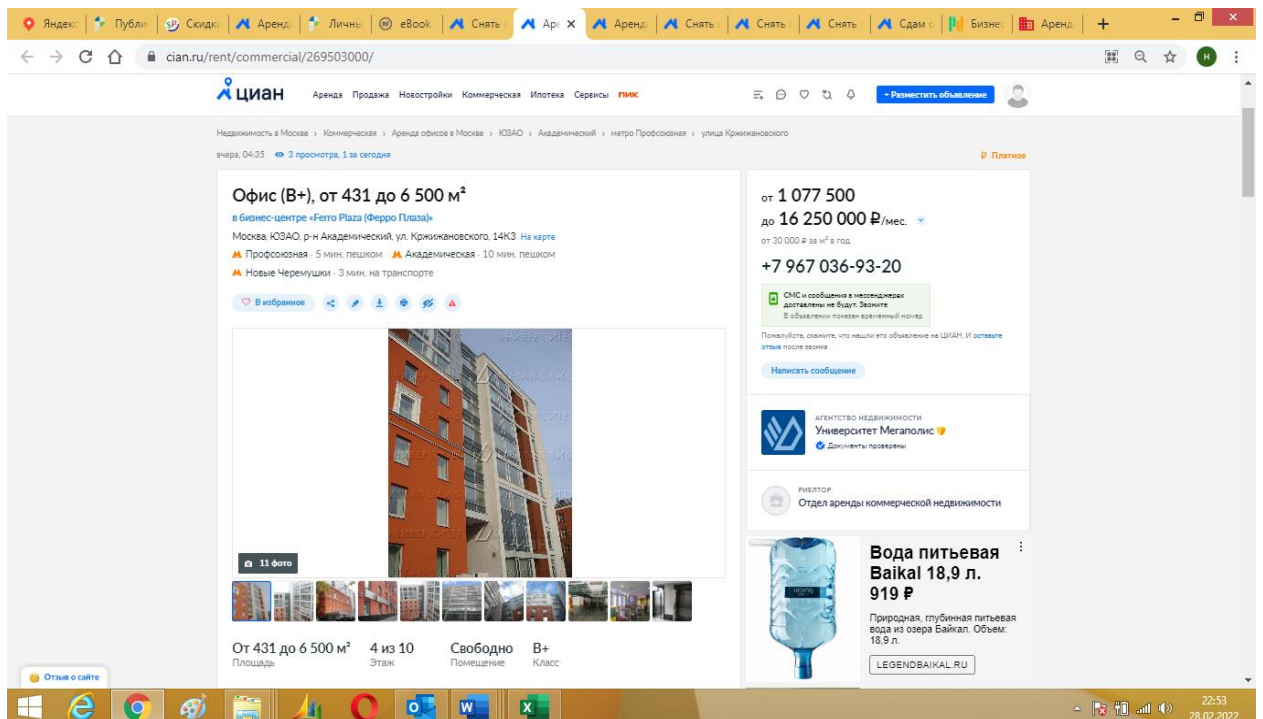 Яндекс
Публи
Скидк
Аренд
Личны
eBook
Снять
Аре
Аренд
Снять
Снять
Снять
Сдам с
Бизнес
Аренд
cian.ru/rent/commercial/269503000/
Н
циан
Аренда Продажа Новостройки Коммерческая Ипотека Сервисы ПИК
+ Разместить объявление
Недвижимость в Москве › Коммерческая › Аренда офисов в Москве › ЮЗАО › Академический › метро Профсоюзная › улица Кржижановского
вчера, 04:35 3 просмотра, 1 за сегодня
₽ Платное
Офис (B+), от 431 до 6 500 м²
в бизнес-центре «Ferro Plaza (Ферро Плаза)»
Москва, ЮЗАО, р-н Академический, ул. Кржижановского, 14К3 На карте
Профсоюзная · 5 мин. пешком Академическая · 10 мин. пешком
Новые Черемушки · 3 мин. на транспорте
В избранное
11 фото
От 431 до 6 500 м² 4 из 10 Свободно B+
Площадь Этаж Помещение Класс
от 1 077 500
до 16 250 000 ₽/мес.
от 30 000 ₽ за м² в год
+7 967 036-93-20
СМС и сообщения в мессенджерах
доставлены не будут. Звоните
В объявлении показан временный номер
Пожалуйста, скажите, что нашли это объявление на ЦИАН. И оставьте
отзыв после звонка
Написать сообщение
АГЕНТСТВО НЕДВИЖИМОСТИ
Университет Мегаполис
Документы проверены
РИЕЛТОР
Отдел аренды коммерческой недвижимости
Вода питьевая
Baikal 18,9 л.
919 ₽
Природная, глубинная питьевая
вода из озера Байкал. Объем:
18,9 л.
LEGENDBAIKAL.RU
Отзыв о сайте
22:53
28.02.2022